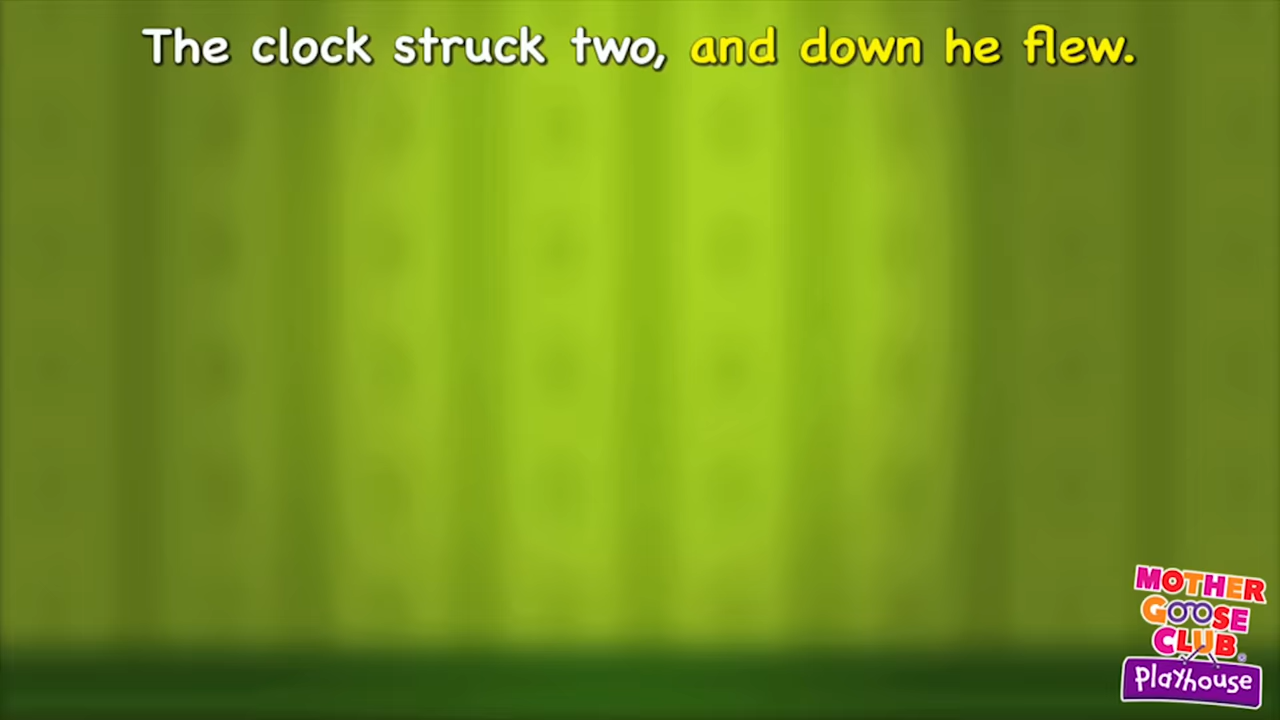 The clock struck two, and down he flew.
MOTHER
GOOSE
CLUB
Playhouse